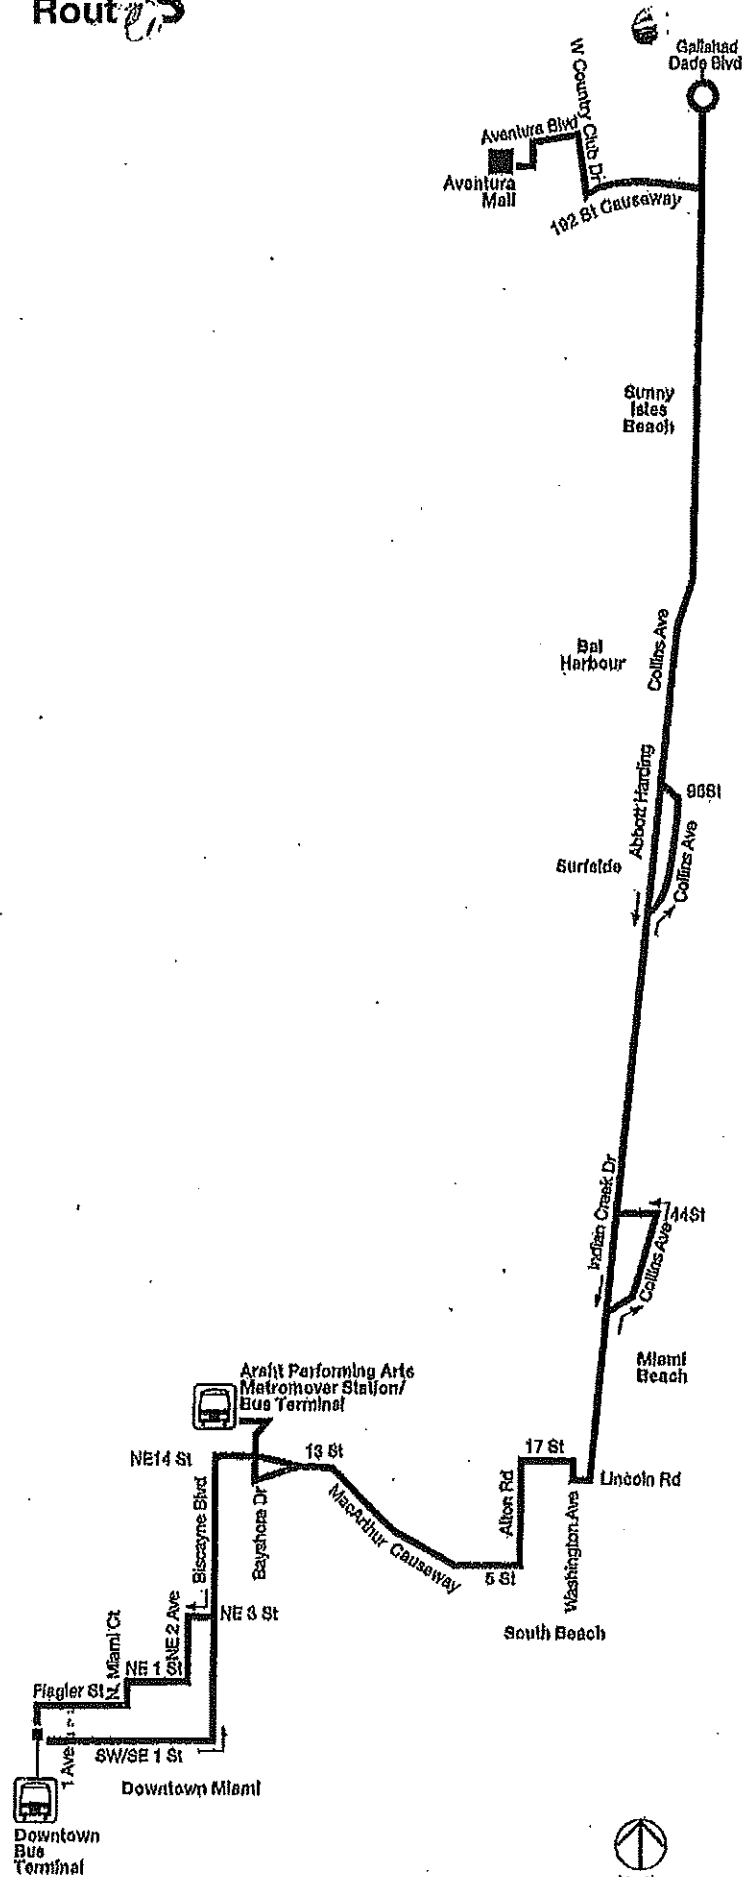 Route S
Gallahad
Dade Blvd
W Country Club Dr
Aventura Blvd
Aventura
Mall
192 St Causeway
Sunny
Isles
Beach
Bal
Harbour
Collins Ave
Abbott Harding
96St
Surfside
Collins Ave
Indian Creek Dr
44St
Collins Ave
Miami
Beach
Arsht Performing Arts
Metromover Station/
Bus Terminal
NE14 St
13 St
17 St
Lincoln Rd
Alton Rd
Washington Ave
MacArthur Causeway
5 St
South Beach
Biscayne Blvd
Bayshore Dr
NE 3 St
NE 2 Ave
N. Miami Ct
NE 1 St
Flagler St
1 Ave
SW/SE 1 St
Downtown Miami
Downtown
Bus
Terminal